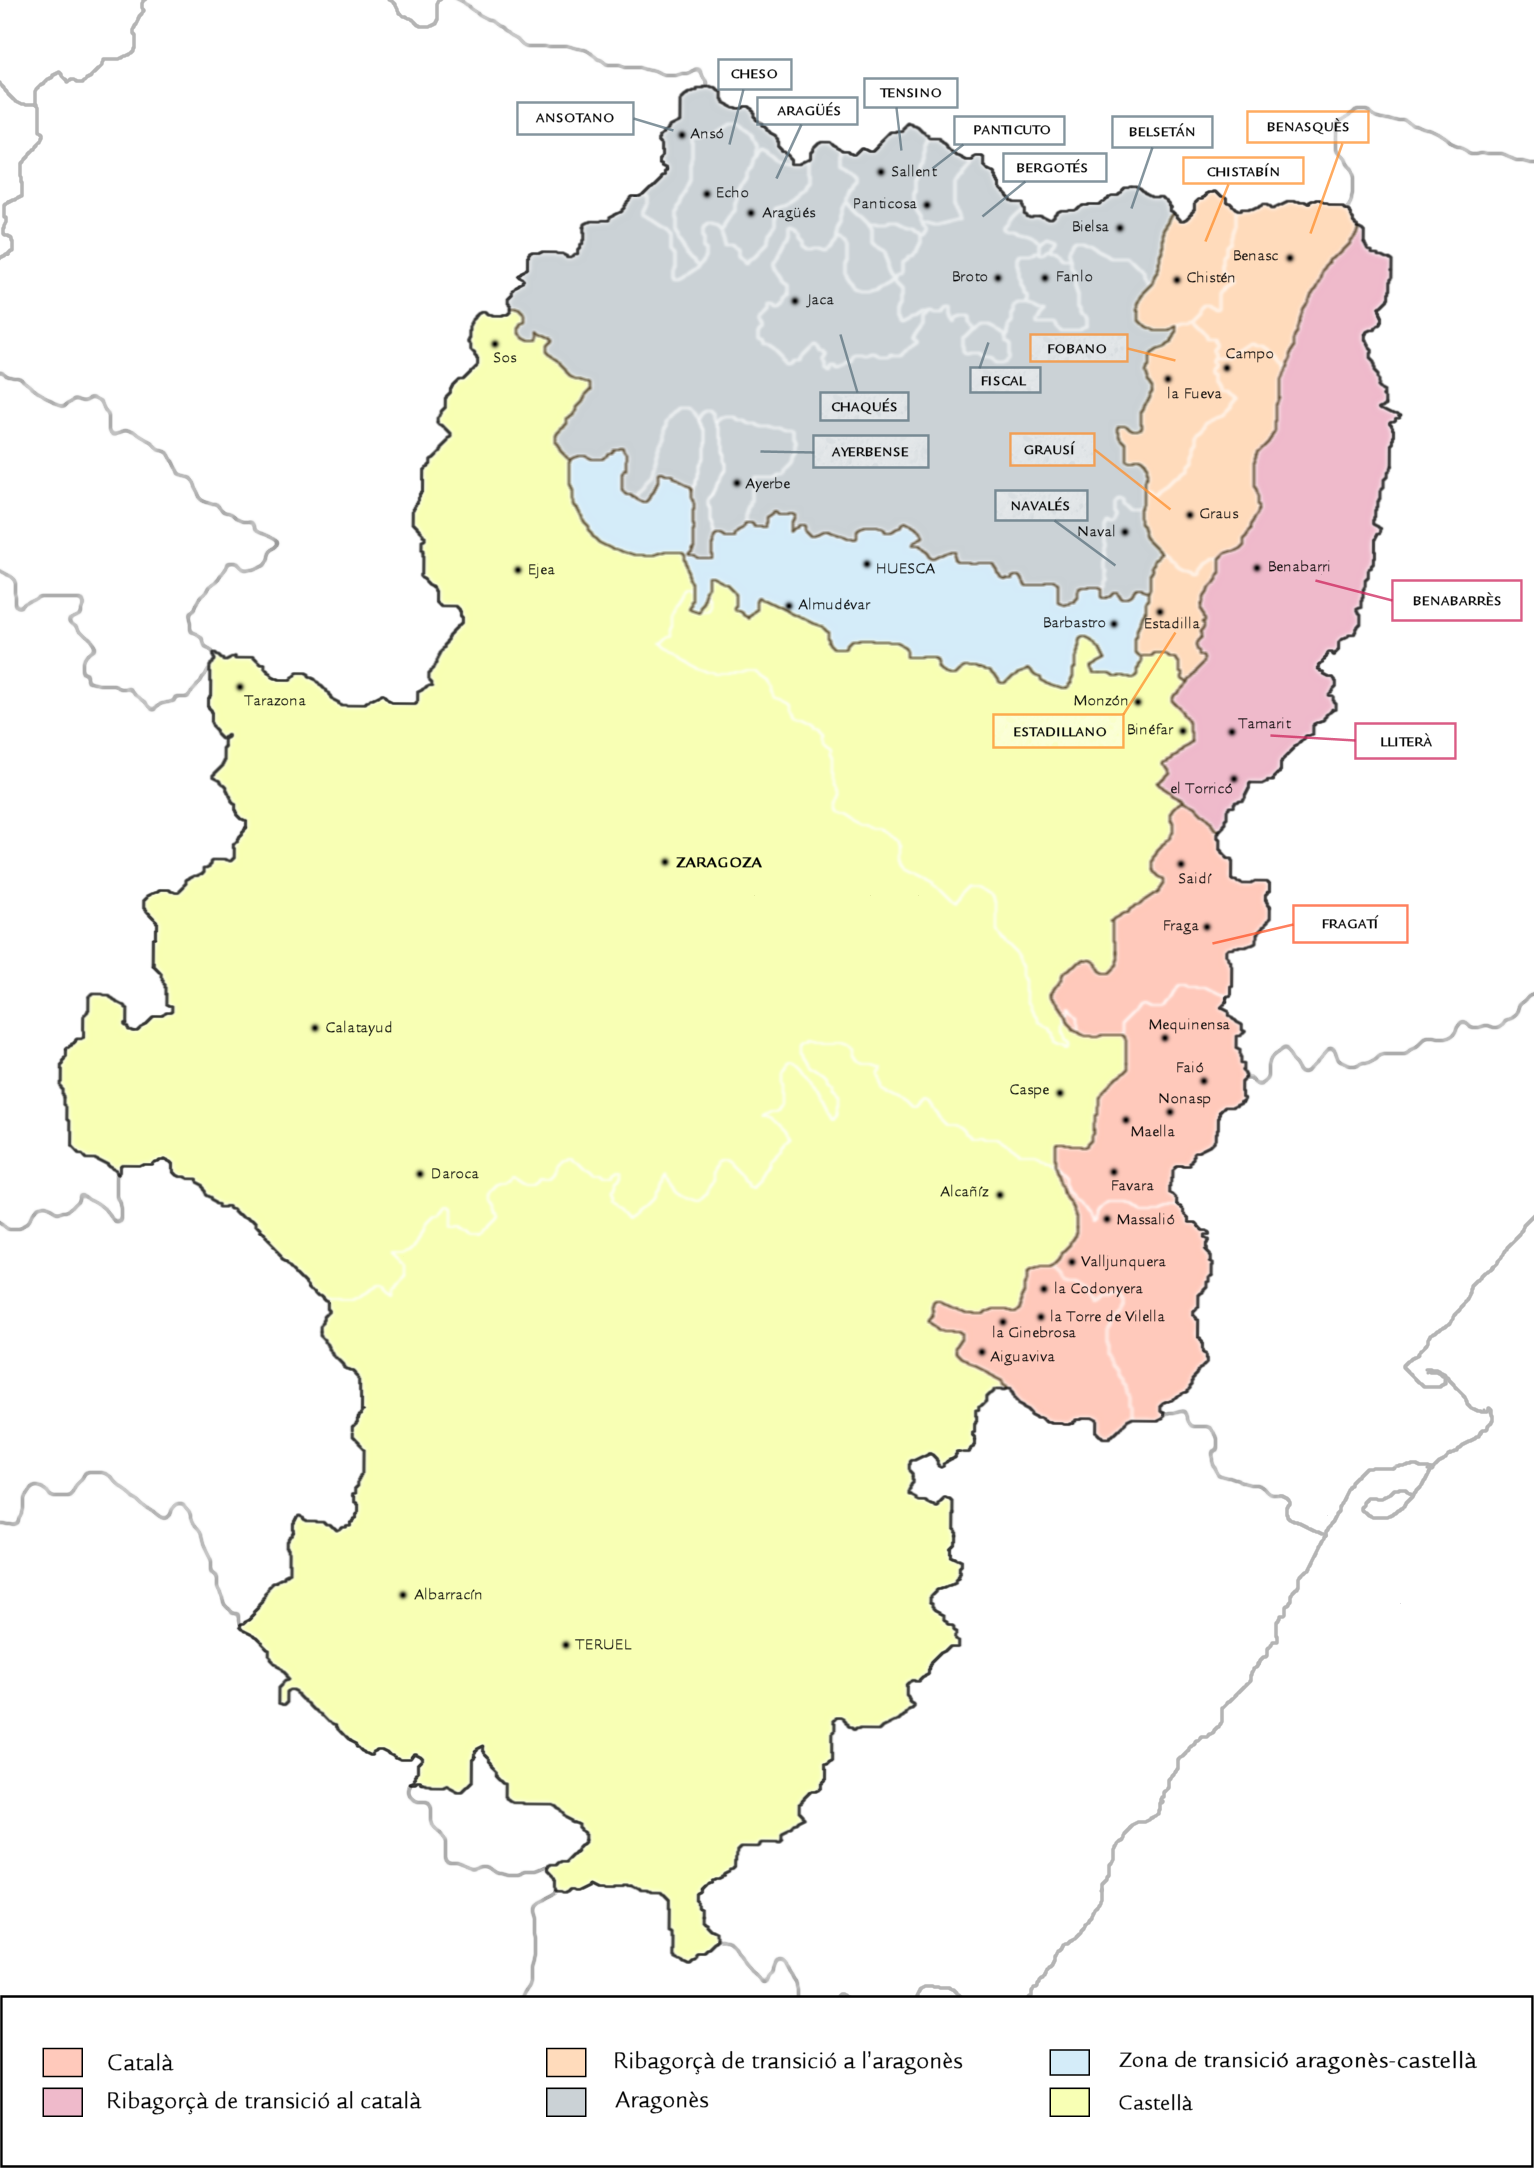 CHESO
TENSINO
ARAGÜÉS
ANSOTANO
PANTICUTO
BELSETÁN
BENASQUÈS
Ansó
BERGOTÉS
CHISTABÍN
Sallent
Echo
Panticosa
Aragüés
Bielsa
Benasc
Broto
Fanlo
Chistén
Jaca
FOBANO
Campo
Sos
FISCAL
la Fueva
CHAQUÉS
GRAUSÍ
AYERBENSE
Ayerbe
NAVALÉS
Graus
Naval
HUESCA
Benabarri
Ejea
BENABARRÈS
Almudévar
Barbastro
Estadilla
Tarazona
Monzón
Tamarit
ESTADILLANO
Binéfar
LLITERÀ
el Torricó
ZARAGOZA
Saidí
Fraga
FRAGATÍ
Calatayud
Mequinensa
Faió
Caspe
Nonasp
Maella
Daroca
Favara
Alcañíz
Massalió
Valljunquera
la Codonyera
la Torre de Vilella
la Ginebrosa
Aiguaviva
Albarracín
TERUEL
Català
Ribagorçà de transició a l'aragonès
Zona de transició aragonès-castellà
Ribagorçà de transició al català
Aragonès
Castellà